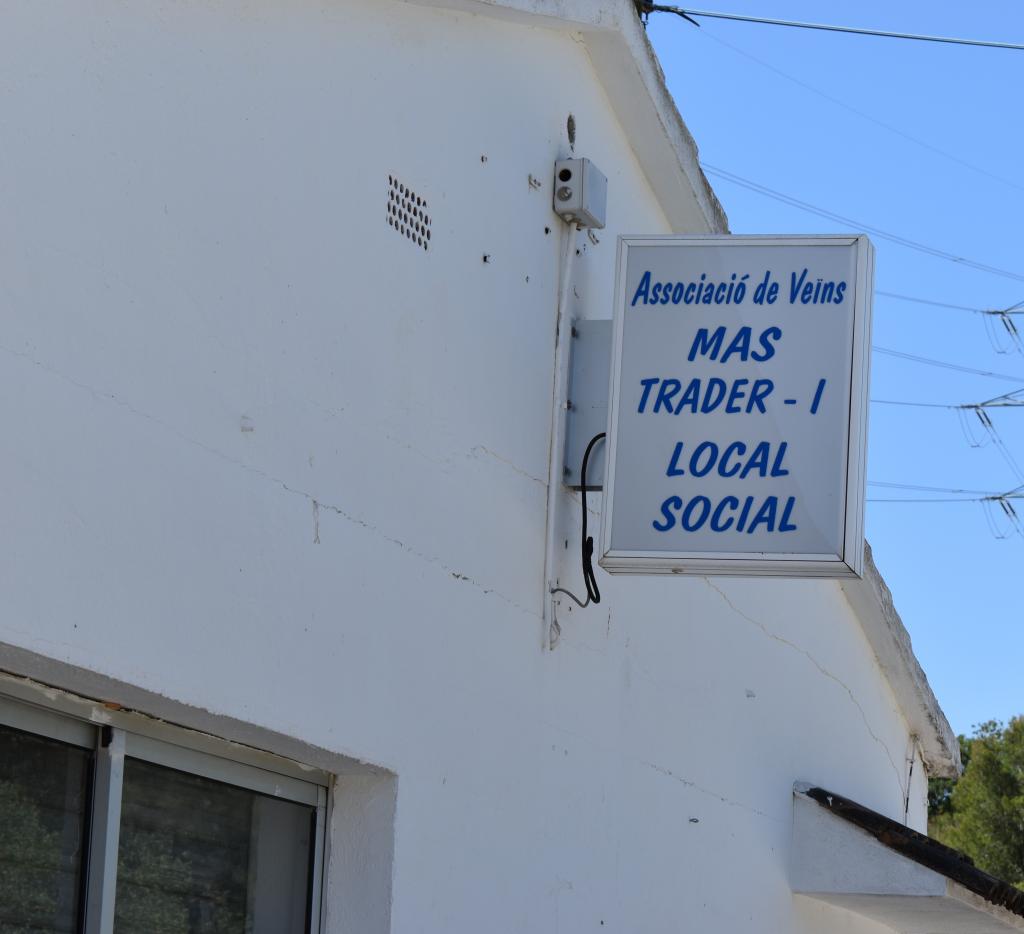 Associació de Veïns
MAS
TRADER - I
LOCAL
SOCIAL